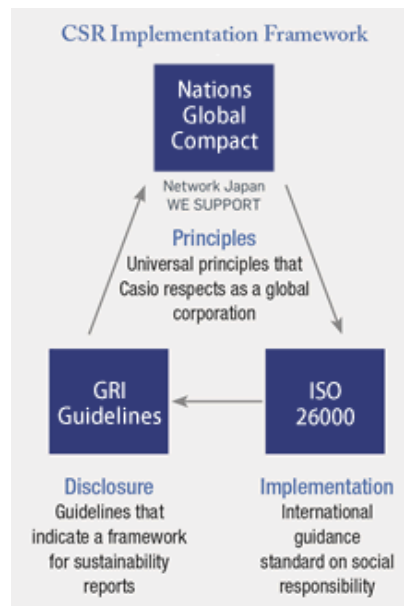 CSR Implementation Framework
Nations
Global
Compact
Network Japan
WE SUPPORT
Principles
Universal principles that
Casio respects as a global
corporation
GRI
Guidelines
ISO
26000
Disclosure
Guidelines that
indicate a framework
for sustainability
reports
Implementation
International
guidance
standard on social
responsibility